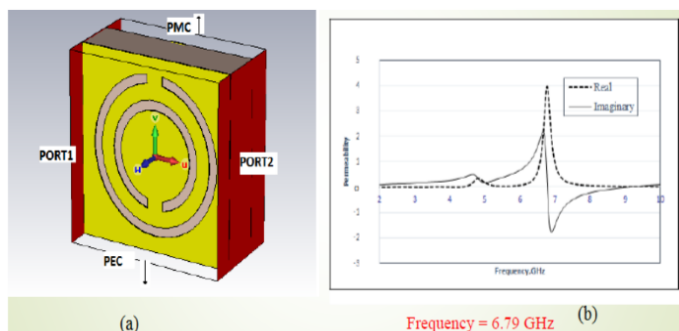 PMC
PORT1
V
U
PORT2
PEC
(a)
5
4
3
2
1
0
-1
-2
-3
Permeability
Real
Imaginary
2
3
4
5
6
7
8
9
10
Frequency,GHz
(b)
Frequency = 6.79 GHz